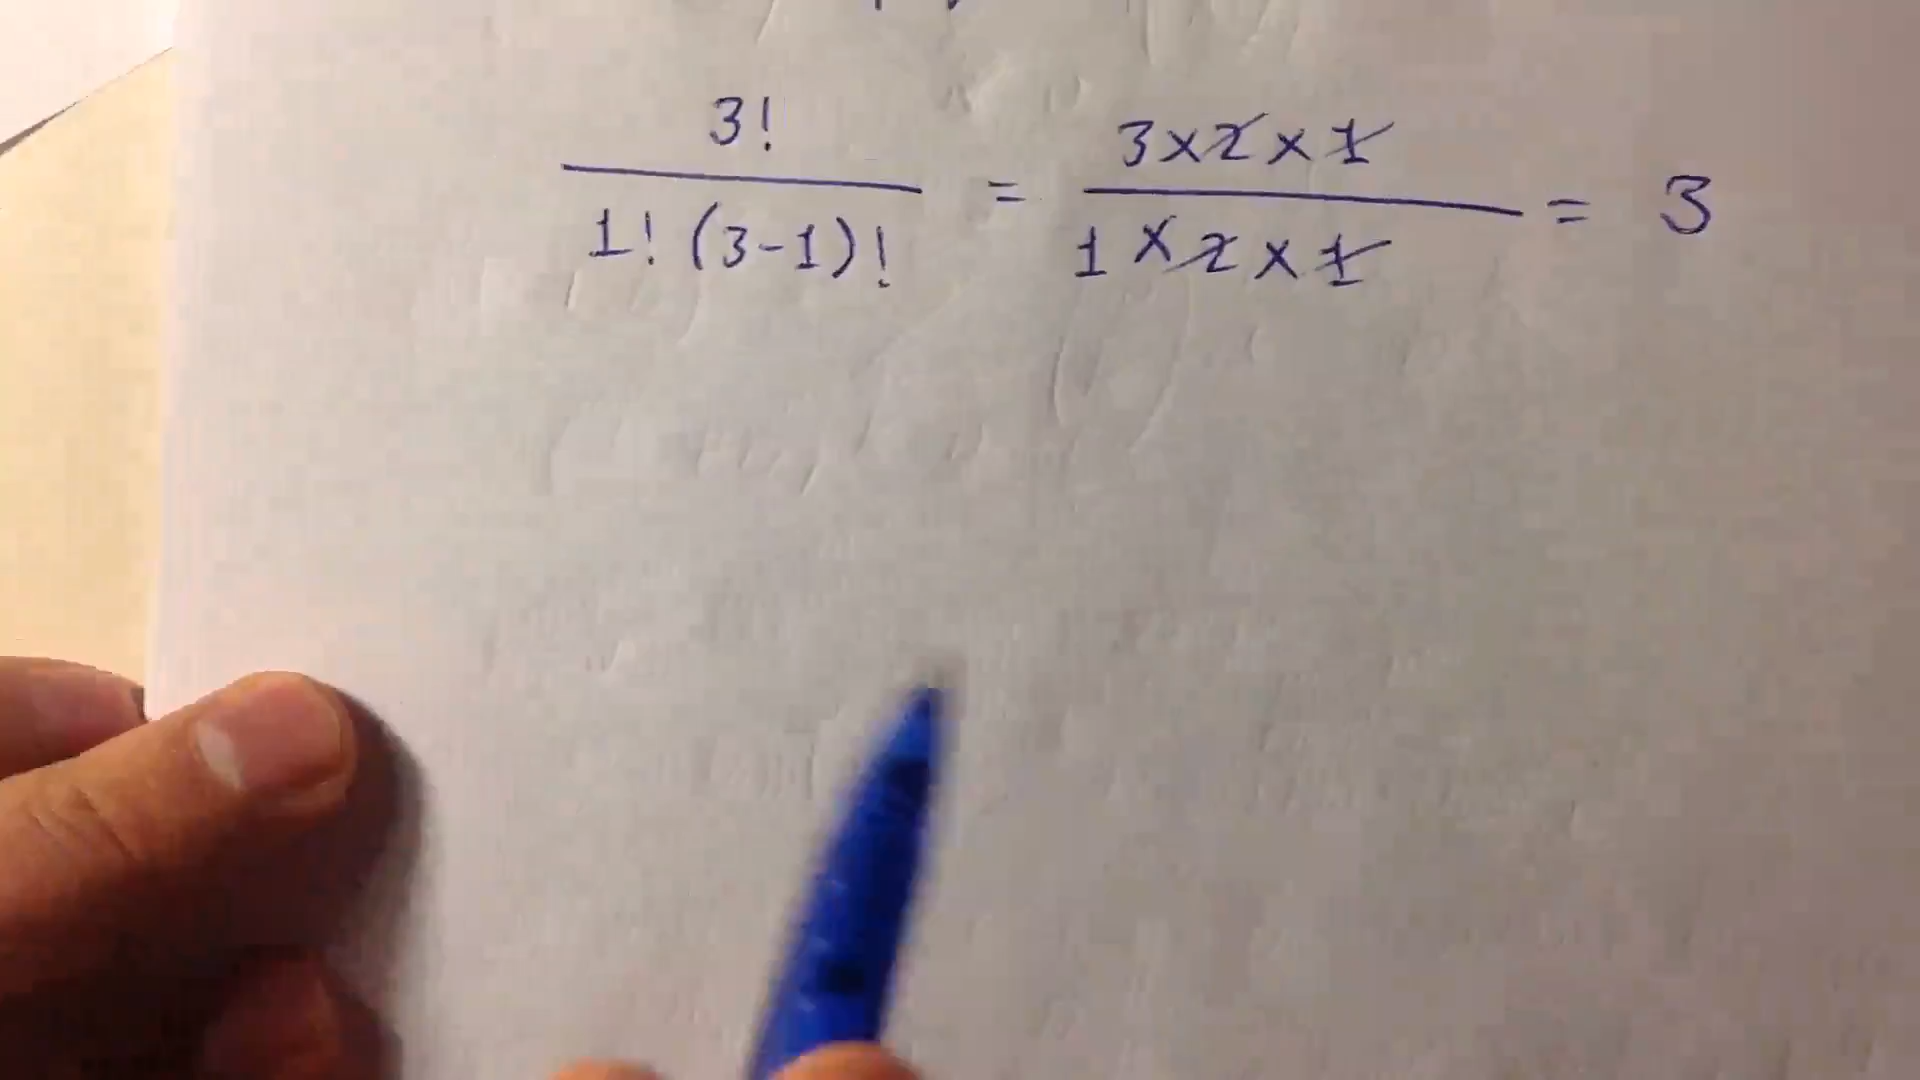 3! / 1! (3-1)! = 3×2×1 / 1×2×1 = 3